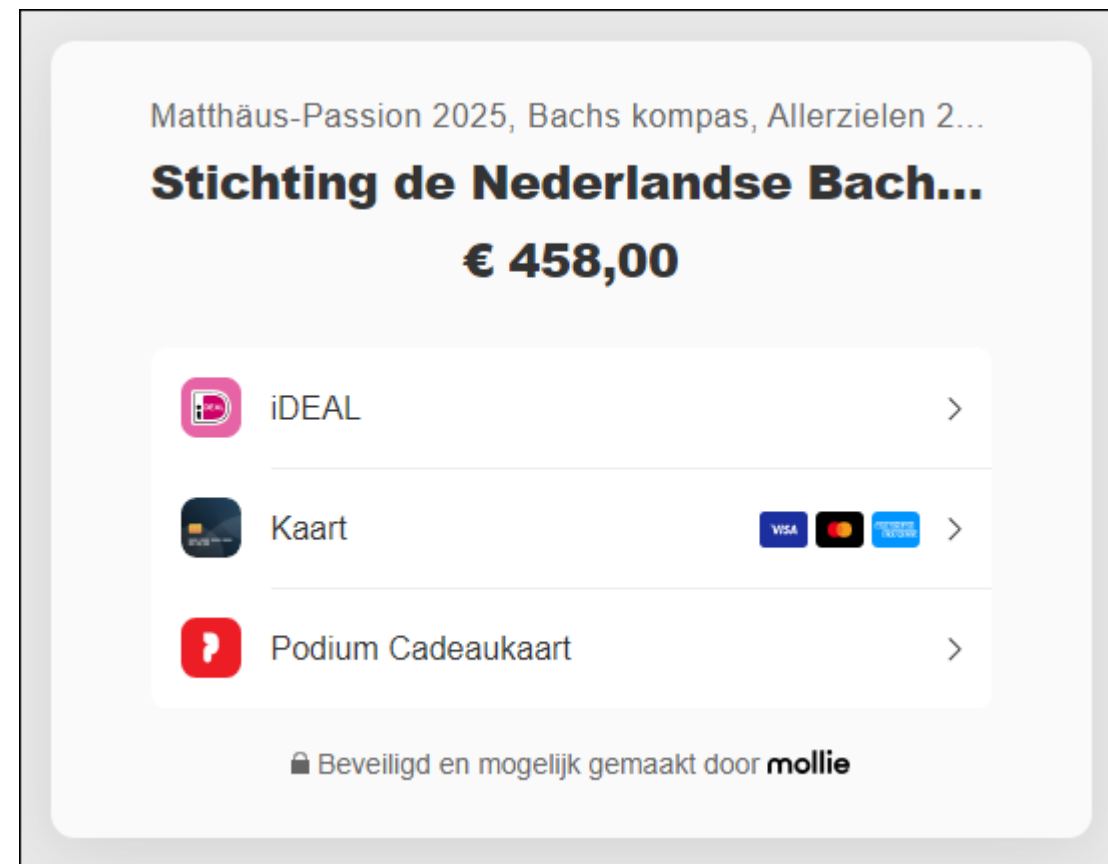 Matthäus-Passion 2025, Bachs kompas, Allerzielen 2...
Stichting de Nederlandse Bach...
€ 458,00
iDEAL
Kaart
VISA
Podium Cadeaukaart
Beveiligd en mogelijk gemaakt door mollie